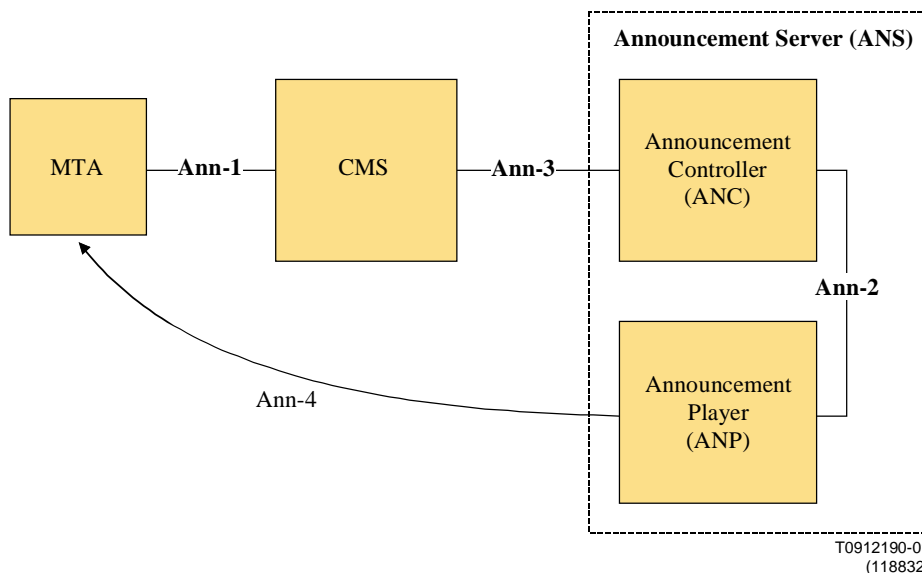 Announcement Server (ANS)
MTA
Ann-1
CMS
Ann-3
Announcement
Controller
(ANC)
Ann-2
Ann-4
Announcement
Player
(ANP)
T0912190-0
(118832